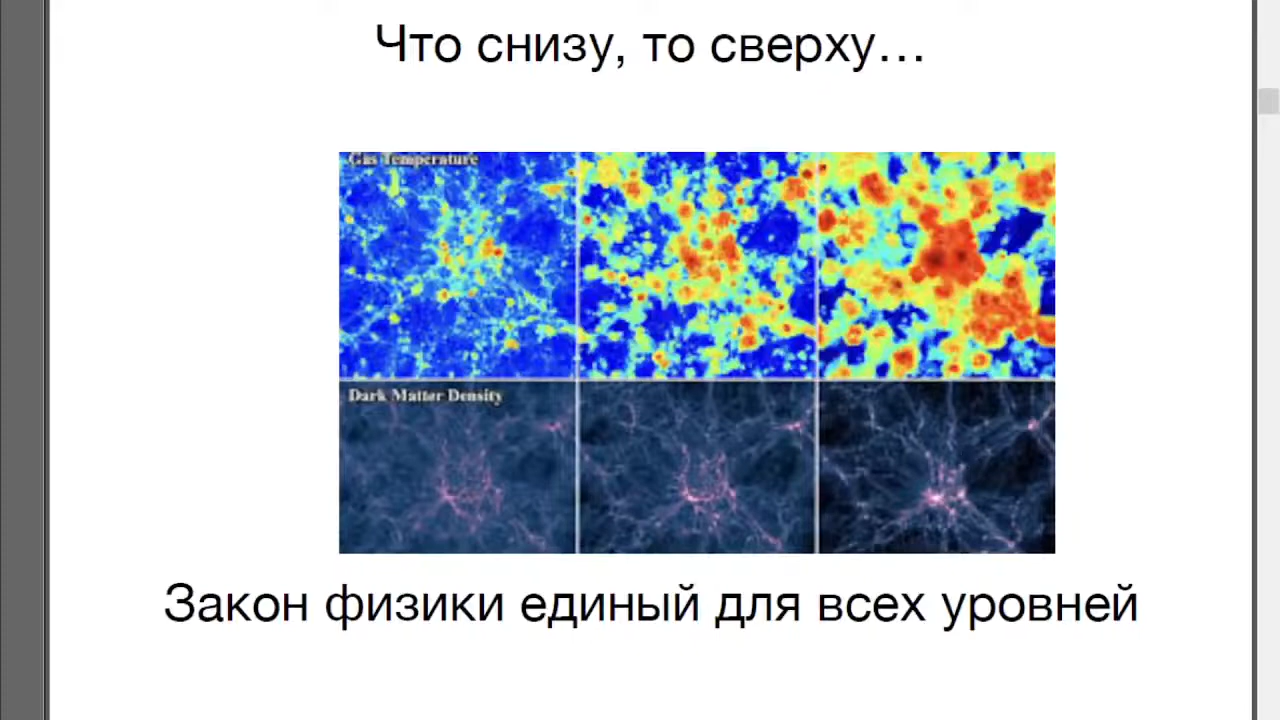 Что снизу, то сверху…
Gas Temperature
Dark Matter Density
Закон физики единый для всех уровней